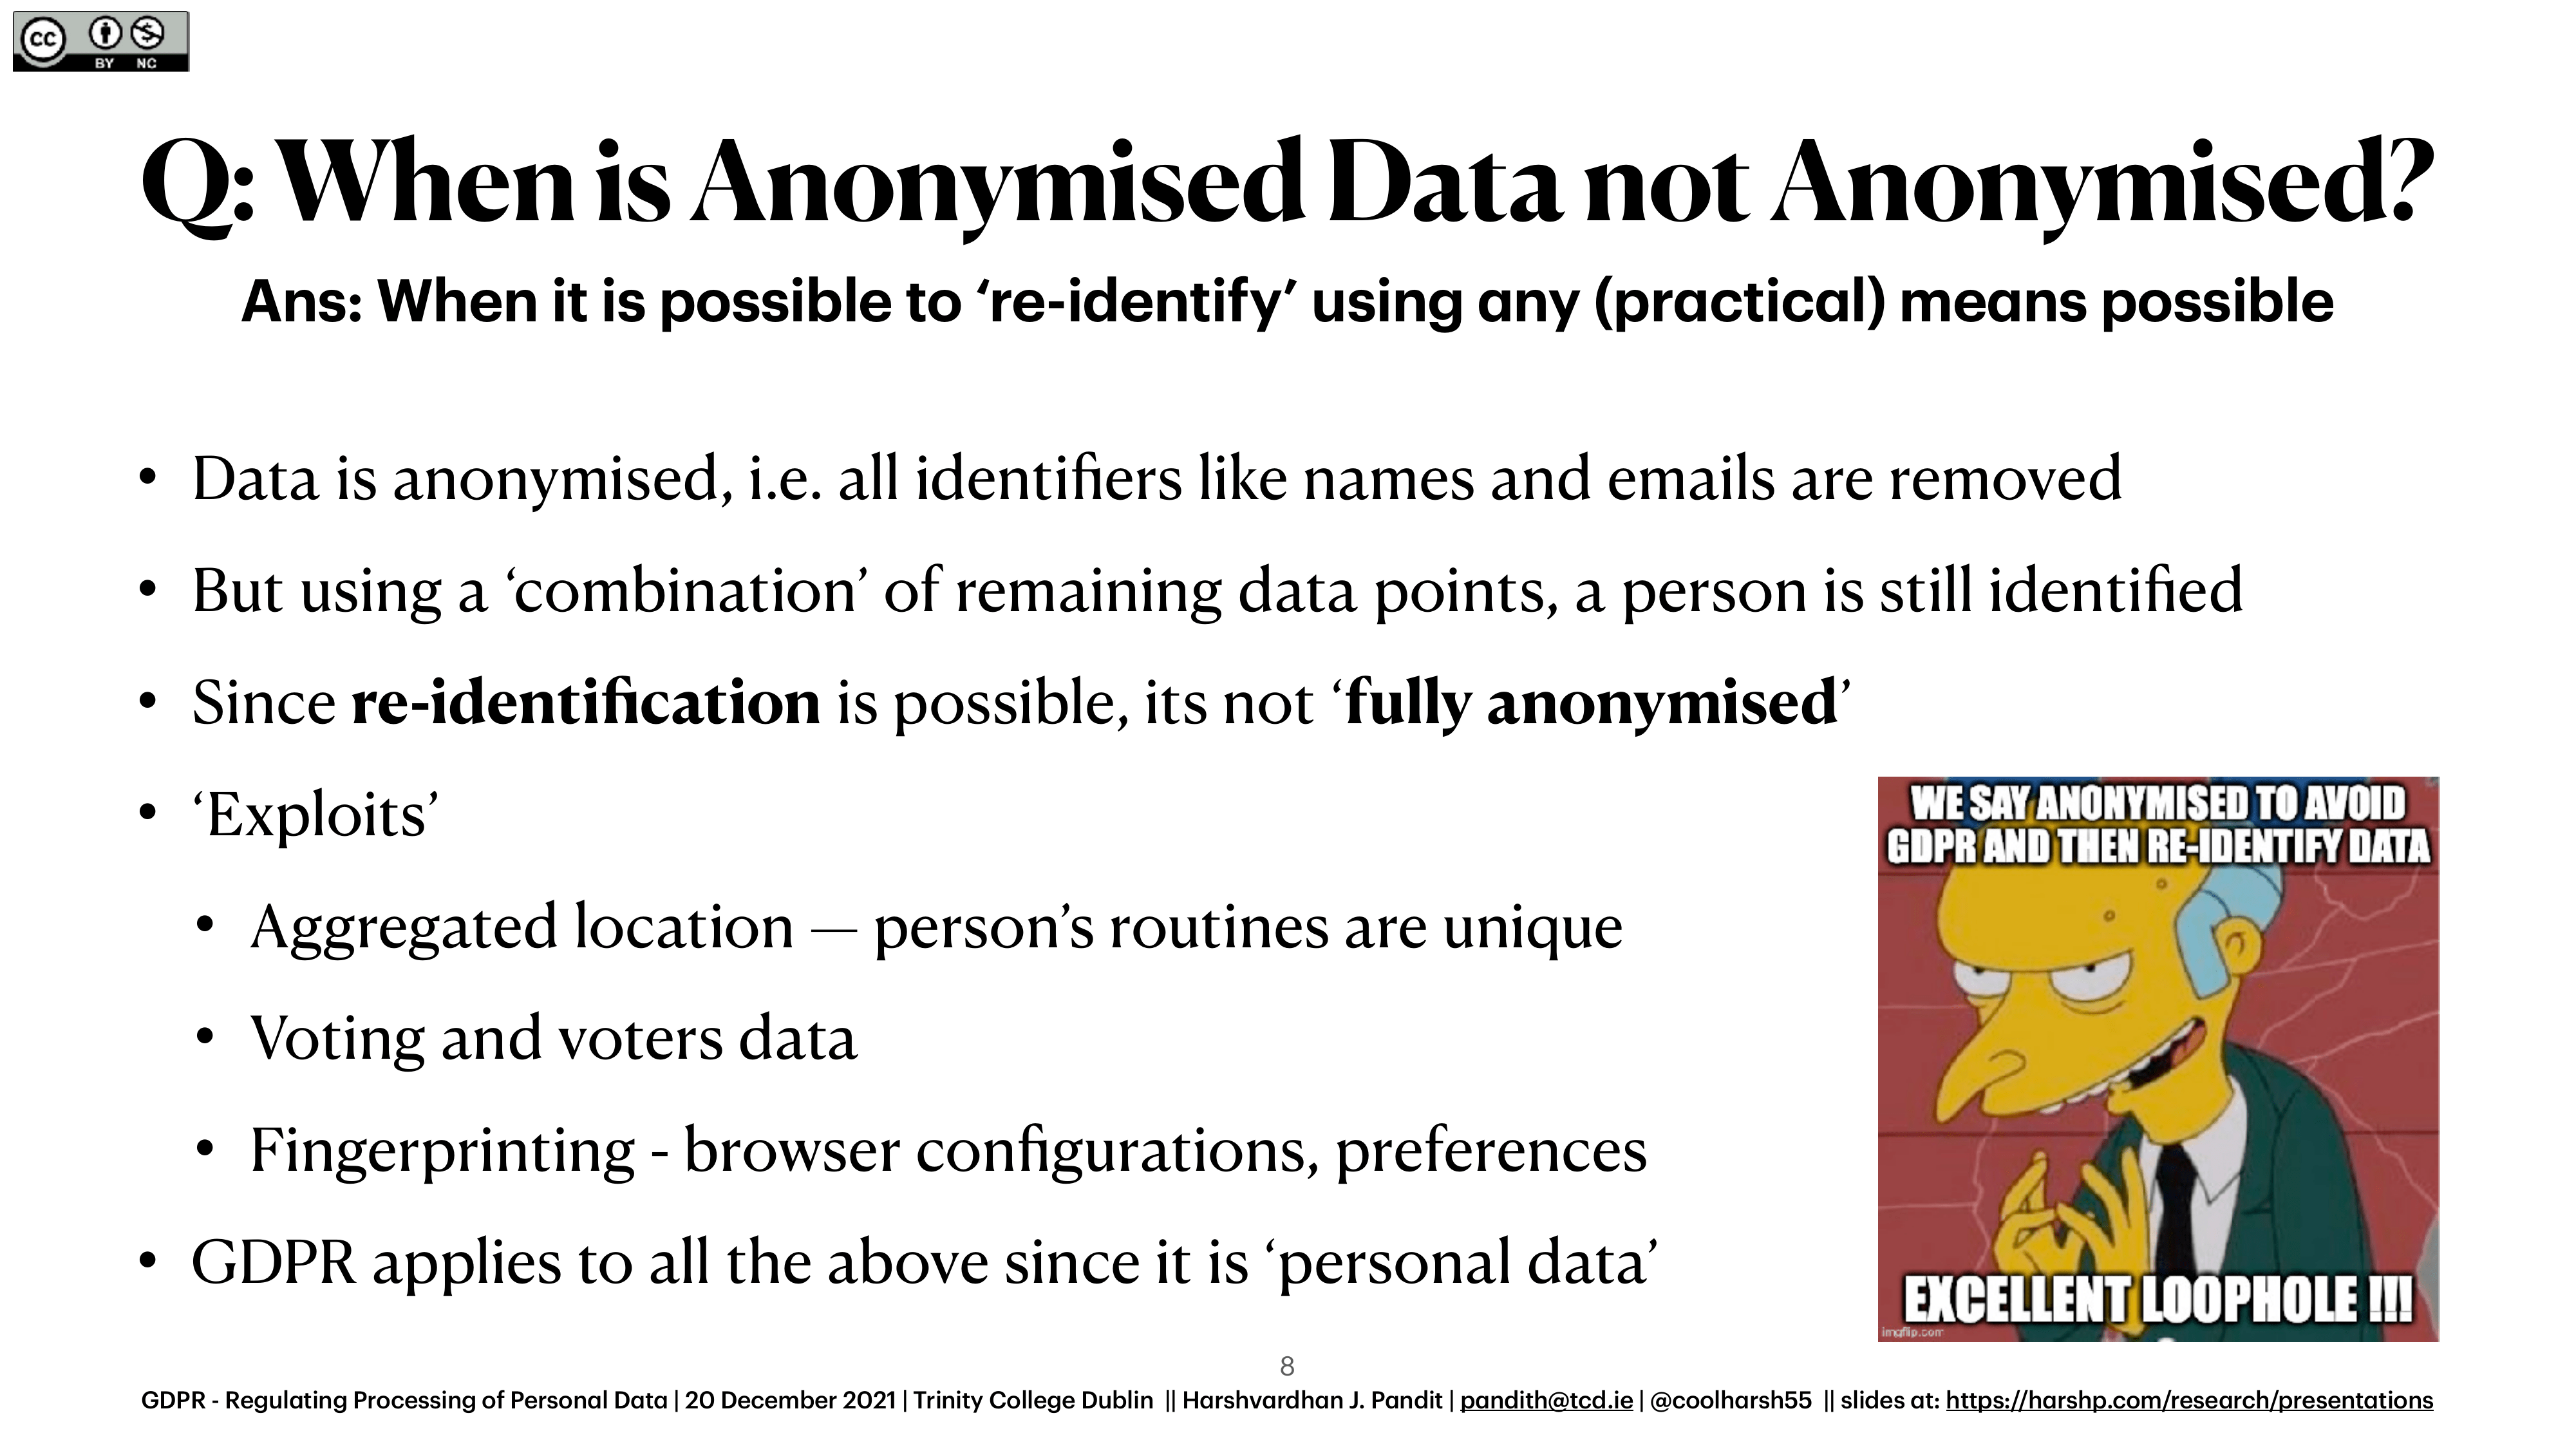 cc BY NC
Q: When is Anonymised Data not Anonymised?
Ans: When it is possible to ‘re-identify’ using any (practical) means possible
• Data is anonymised, i.e. all identifiers like names and emails are removed
• But using a ‘combination’ of remaining data points, a person is still identified
• Since re-identification is possible, its not ‘fully anonymised’
• ‘Exploits’
• Aggregated location — person’s routines are unique
• Voting and voters data
• Fingerprinting - browser configurations, preferences
• GDPR applies to all the above since it is ‘personal data’
WE SAY ANONYMISED TO AVOID
GDPR AND THEN RE-IDENTIFY DATA
EXCELLENT LOOPHOLE !!!
imgflip.com
8
GDPR - Regulating Processing of Personal Data | 20 December 2021 | Trinity College Dublin || Harshvardhan J. Pandit | pandith@tcd.ie | @coolharsh55 || slides at: https://harshp.com/research/presentations